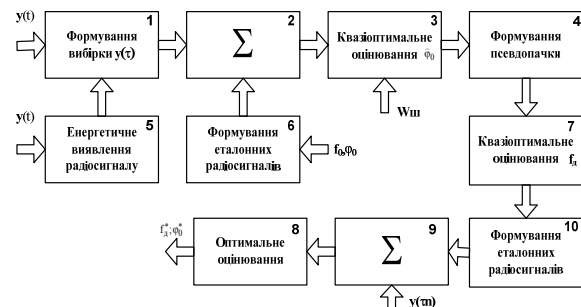 y(t)
1
Формування
вибірки y(τ)
2
Σ
3
Квазіоптимальне
оцінювання φ̂₀
4
Формування
псевдопачки
y(t)
5
Енергетичне
виявлення
радіосигналу
6
Формування
еталонних
радіосигналів
f₀,φ₀
Wш
7
Квазіоптимальне
оцінювання fд
f*д;φ*₀
8
Оптимальне
оцінювання
9
Σ
y(τn)
10
Формування
еталонних
радіосигналів